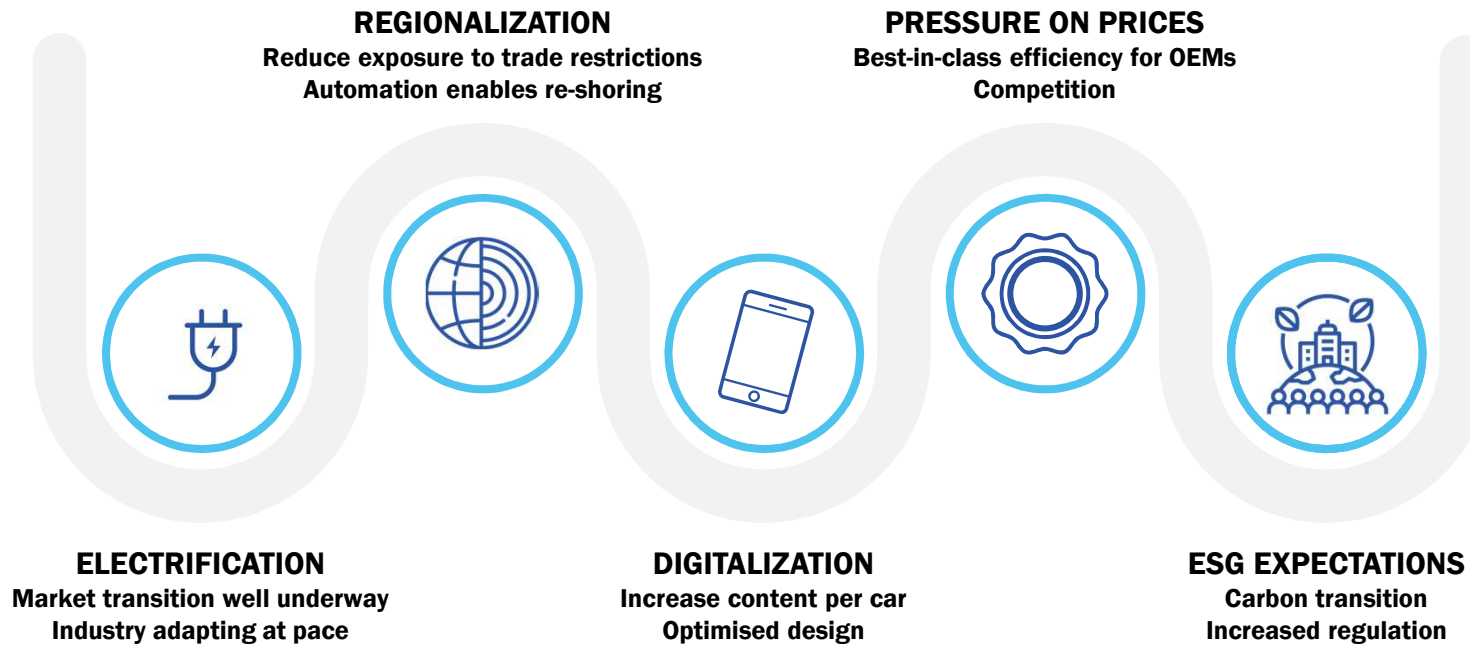 REGIONALIZATION
Reduce exposure to trade restrictions
Automation enables re-shoring
PRESSURE ON PRICES
Best-in-class efficiency for OEMs
Competition
ELECTRIFICATION
Market transition well underway
Industry adapting at pace
DIGITALIZATION
Increase content per car
Optimised design
ESG EXPECTATIONS
Carbon transition
Increased regulation